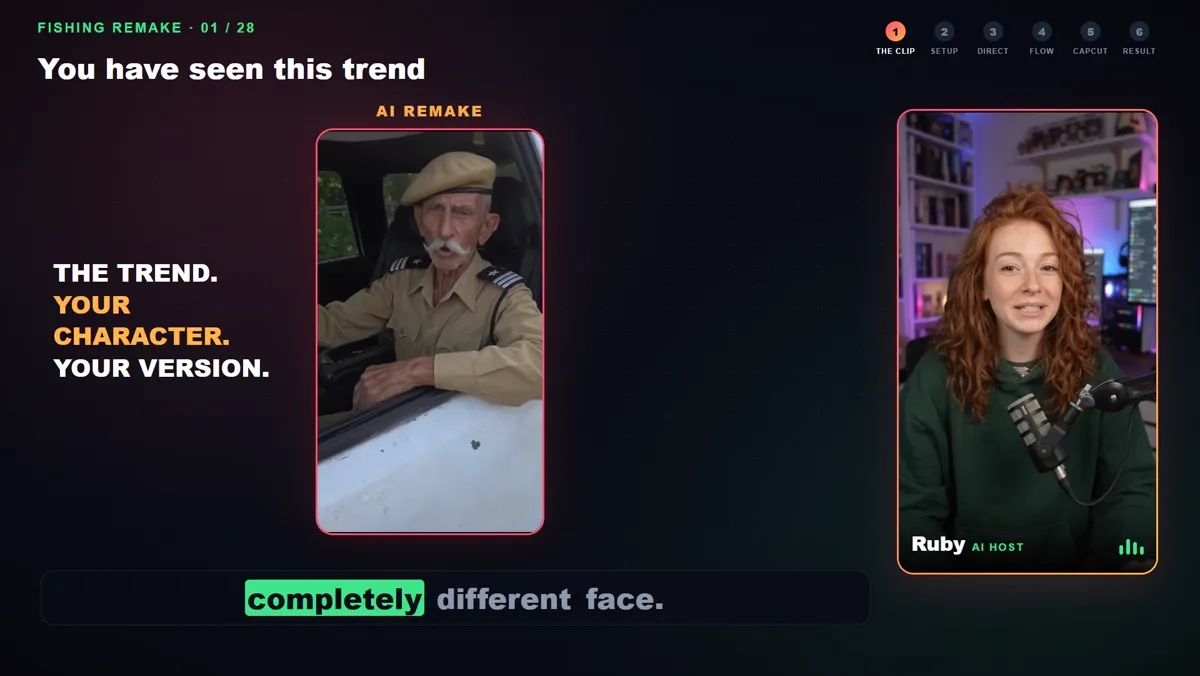 FISHING REMAKE · 01 / 28
You have seen this trend
1 2 3 4 5 6
THE CLIP SETUP DIRECT FLOW CAPCUT RESULT
AI REMAKE
THE TREND.
YOUR
CHARACTER.
YOUR VERSION.
Ruby AI HOST
completely different face.